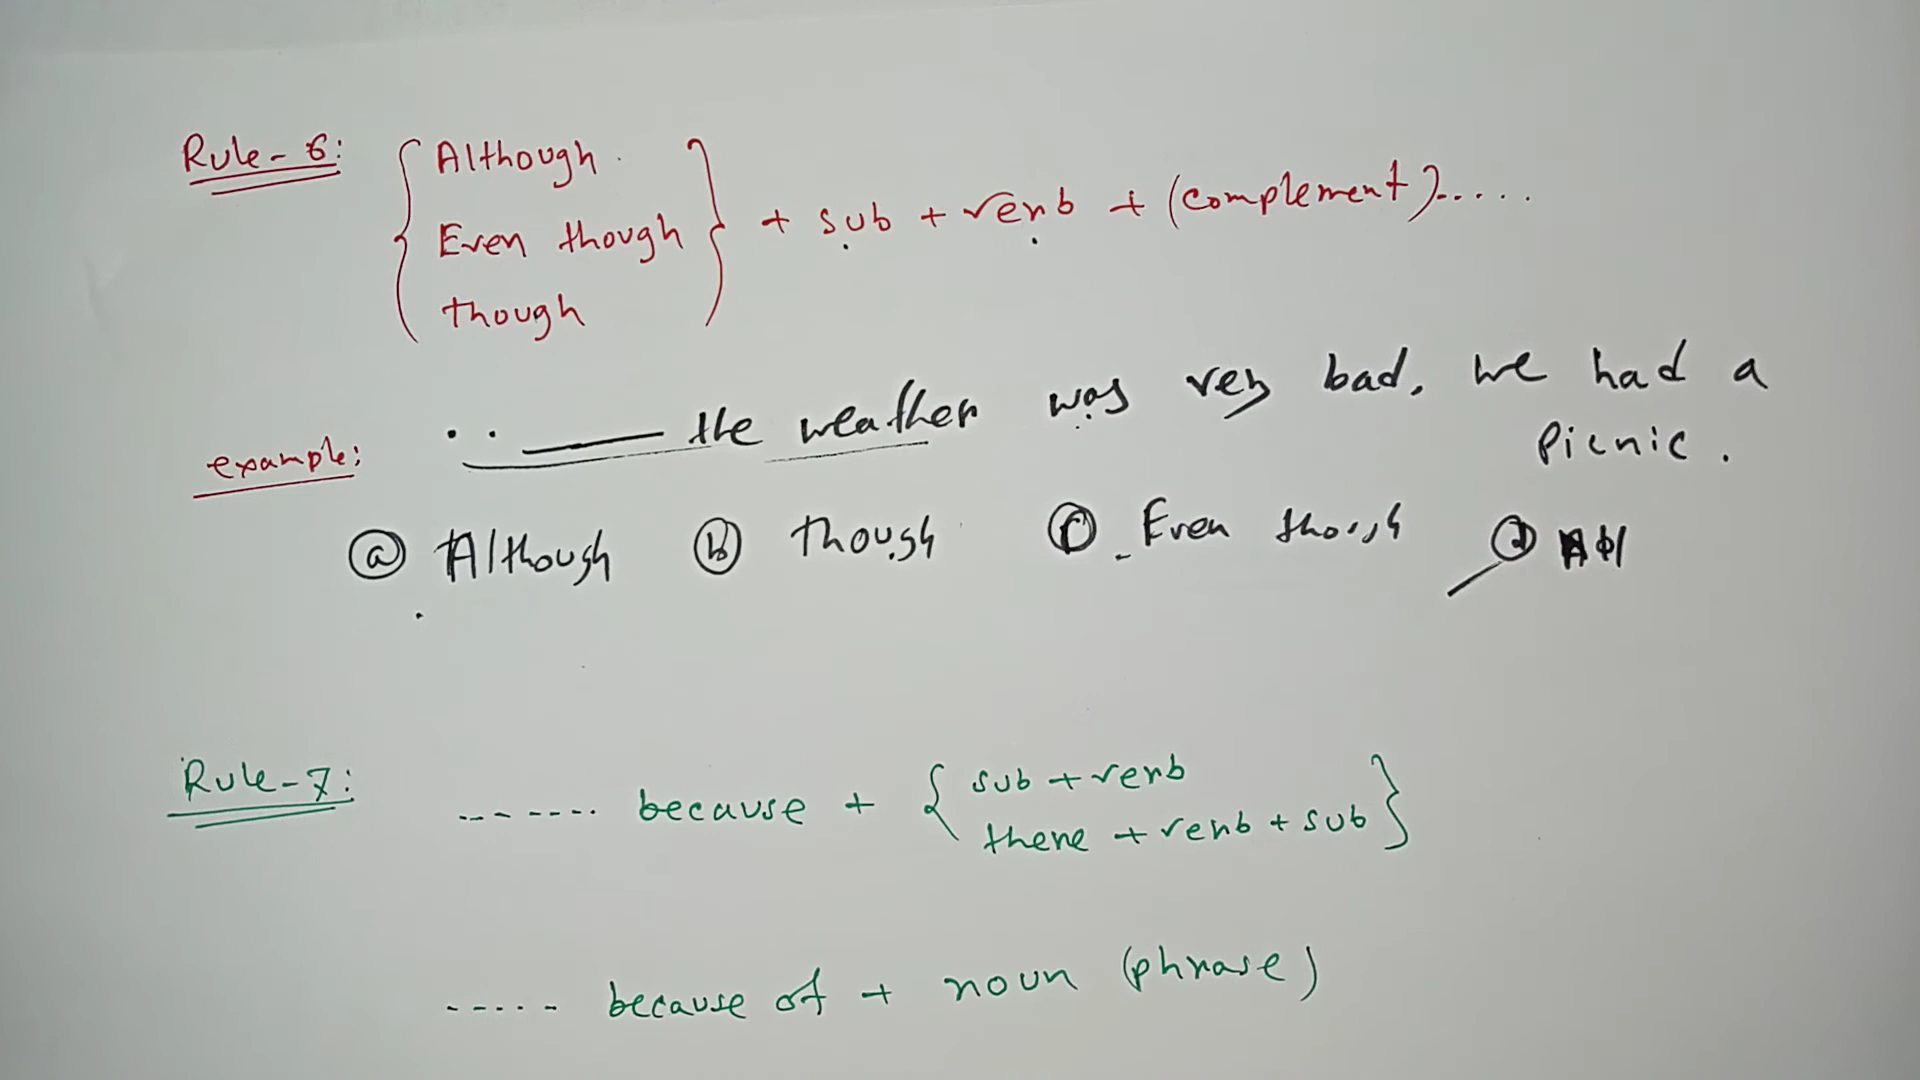 Rule-6: { Although
Even though
though } + sub + verb + (complement).....
example: .. ___ the weather was very bad, we had a
Picnic.
(a) Although (b) though (c) Even though (d) All
Rule-7: ------- because + { sub + verb
there + verb + sub }
----- because of + noun (phrase)